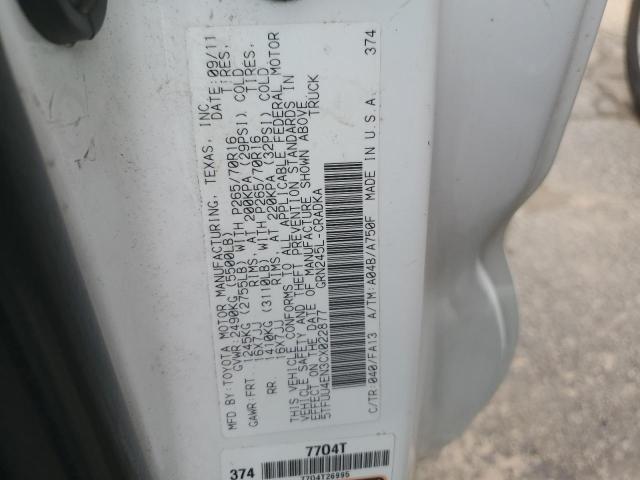 MFD.BY:TOYOTA MOTOR MANUFACTURING, TEXAS, INC. DATE:09/11
GVWR:2490KG (5500LB)
GAWR:FRT 1245KG (2755LB) WITH P265/70R16 TIRES,
16X7JJ RIMS, AT 200KPA (29PSI) COLD
RR. 1410KG (3110LB) WITH P265/70R16 TIRES,
16X7JJ RIMS, AT 220KPA (32PSI) COLD
THIS VEHICLE CONFORMS TO ALL APPLICABLE FEDERAL MOTOR
VEHICLE SAFETY AND THEFT PREVENTION STANDARDS IN
EFFECT ON THE DATE OF MANUFACTURE SHOWN ABOVE.
5TFUU4EN3CX022877 GRN245L-CRADKA TRUCK
C/TR:040/FA13 A/TM:A04B/A750F MADE IN U.S.A. 374
7704T
374 7704T26995